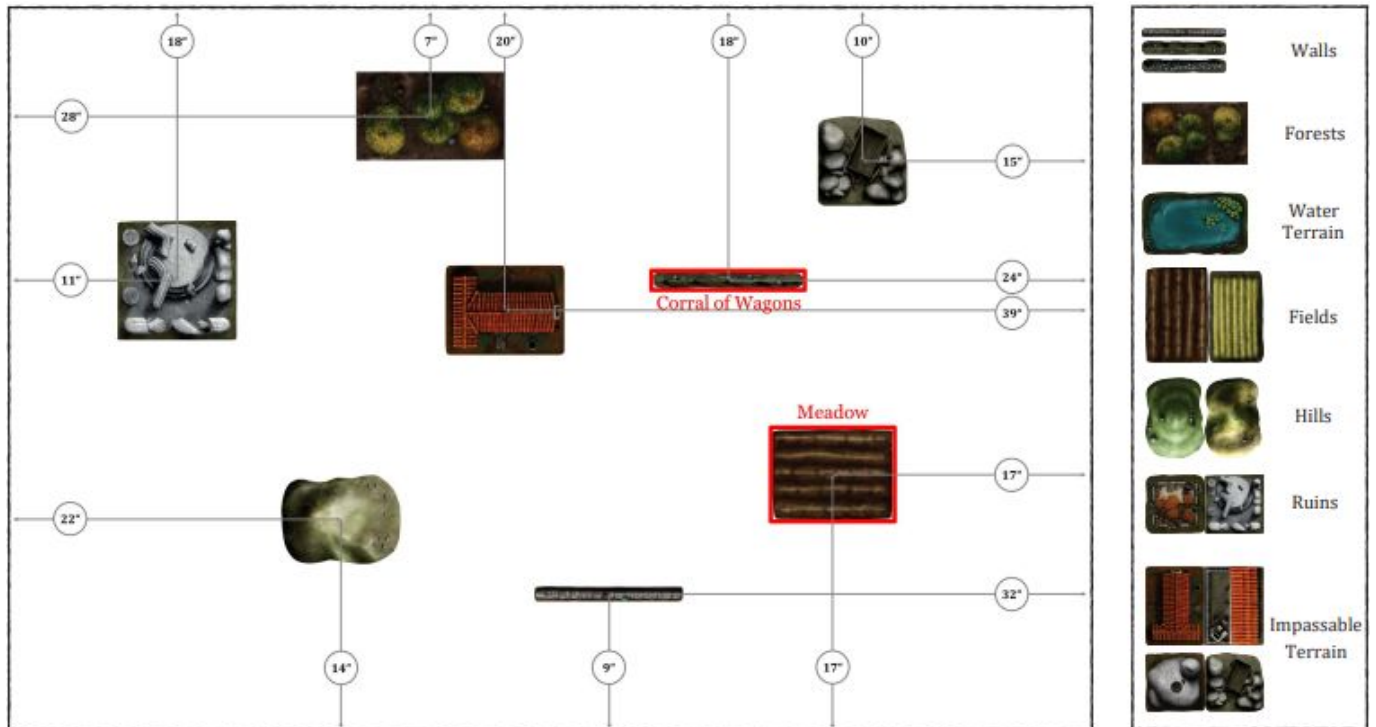 18"
7"
20"
18"
10"
28"
15"
11"
24"
Corral of Wagons
39"
Meadow
17"
22"
32"
14"
9"
17"
Walls
Forests
Water
Terrain
Fields
Hills
Ruins
Impassable
Terrain